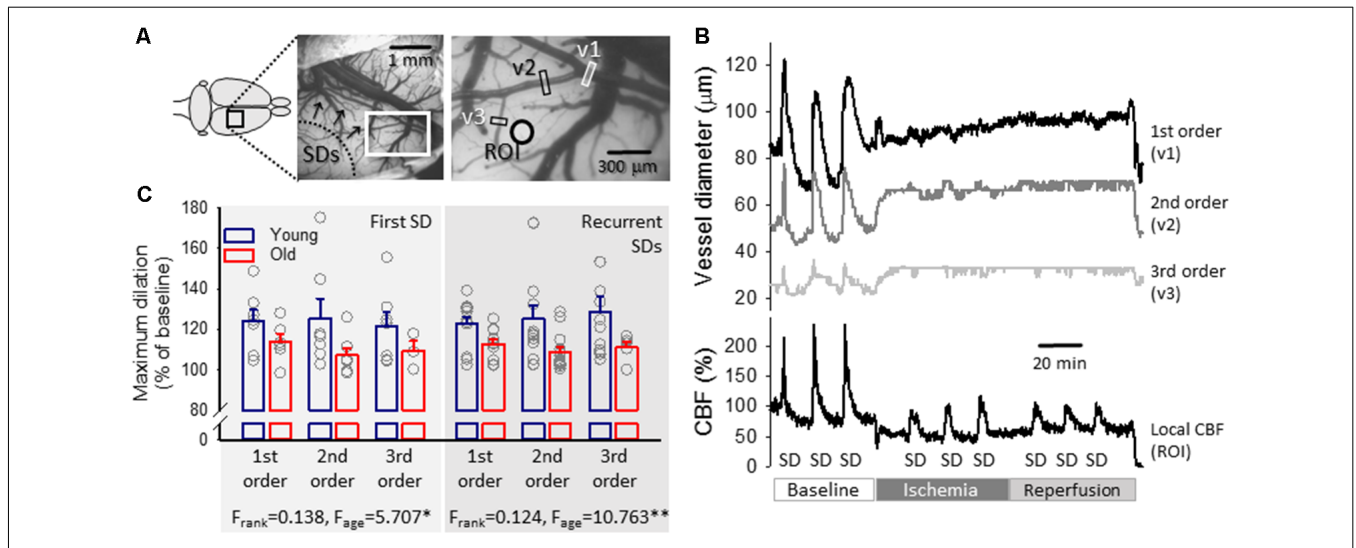 A
1 mm
SDs
v1
v2
v3
ROI
300 μm
B
Vessel diameter (μm)
120
100
80
60
40
20
1st order
(v1)
2nd order
(v2)
3rd order
(v3)
CBF (%)
200
150
100
50
0
20 min
Local CBF
(ROI)
SD SD SD SD SD SD SD SD SD
Baseline
Ischemia
Reperfusion
C
Maximum dilation
(% of baseline)
180
160
140
120
100
80
0
First SD
Young
Old
Recurrent
SDs
1st
order
2nd
order
3rd
order
1st
order
2nd
order
3rd
order
Frank=0.138, Fage=5.707*
Frank=0.124, Fage=10.763**